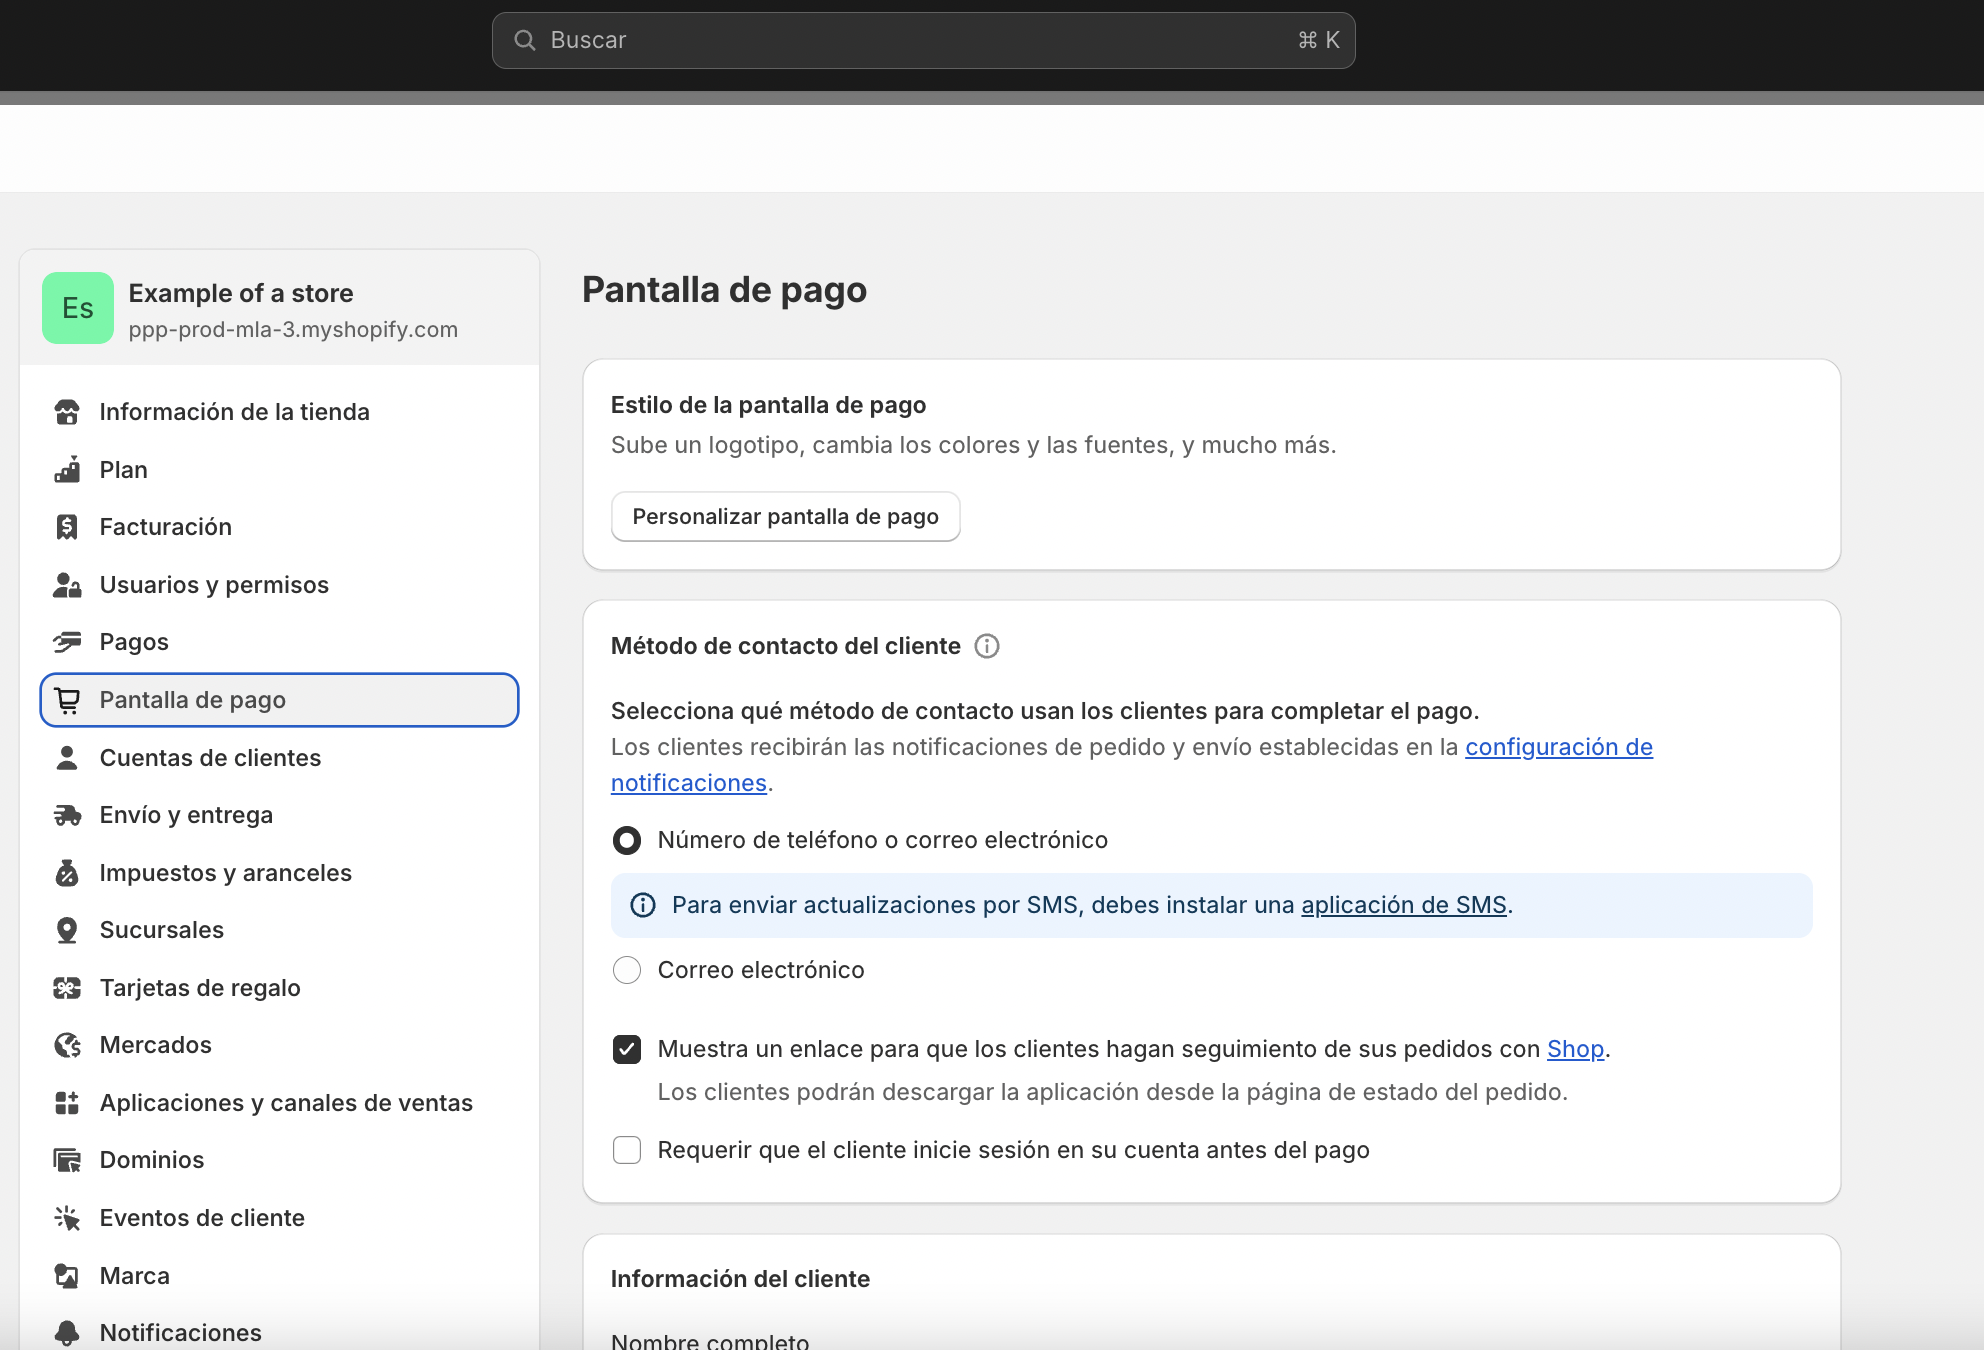 Buscar
⌘ K
Es
Example of a store
ppp-prod-mla-3.myshopify.com
Información de la tienda
Plan
Facturación
Usuarios y permisos
Pagos
Pantalla de pago
Cuentas de clientes
Envío y entrega
Impuestos y aranceles
Sucursales
Tarjetas de regalo
Mercados
Aplicaciones y canales de ventas
Dominios
Eventos de cliente
Marca
Notificaciones
Pantalla de pago
Estilo de la pantalla de pago
Sube un logotipo, cambia los colores y las fuentes, y mucho más.
Personalizar pantalla de pago
Método de contacto del cliente
Selecciona qué método de contacto usan los clientes para completar el pago.
Los clientes recibirán las notificaciones de pedido y envío establecidas en la configuración de
notificaciones.
Número de teléfono o correo electrónico
Para enviar actualizaciones por SMS, debes instalar una aplicación de SMS.
Correo electrónico
Muestra un enlace para que los clientes hagan seguimiento de sus pedidos con Shop.
Los clientes podrán descargar la aplicación desde la página de estado del pedido.
Requerir que el cliente inicie sesión en su cuenta antes del pago
Información del cliente
Nombre completo